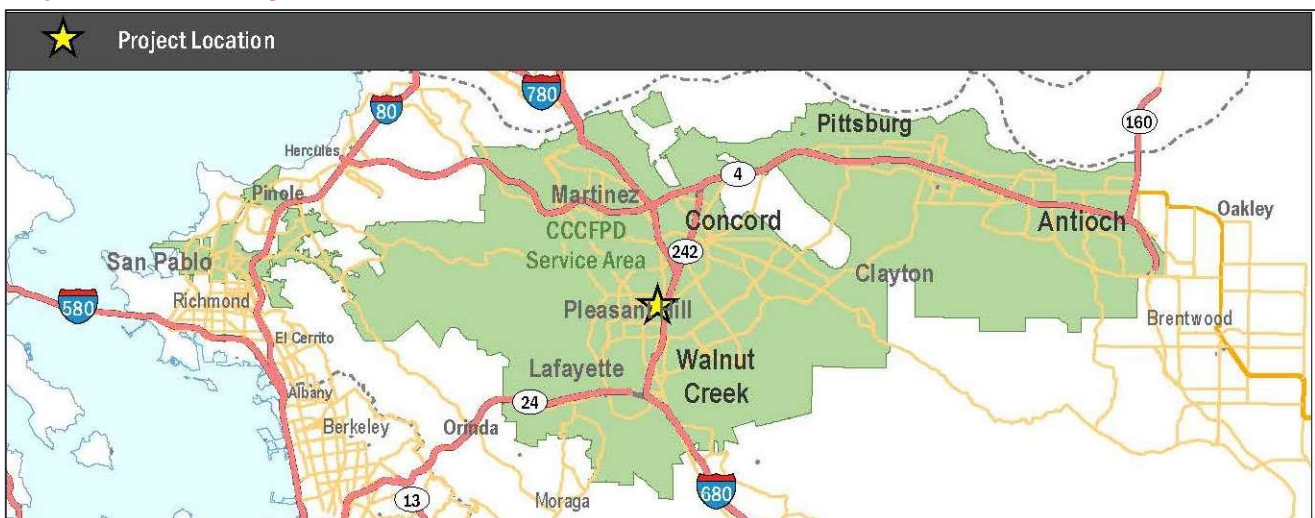 Project Location
780
80
160
Pittsburg
Hercules
4
Pinole
Martinez
Oakley
Concord
Antioch
CCCFPD
Service Area
242
San Pablo
Clayton
Richmond
580
Pleasant Hill
Brentwood
El Cerrito
Walnut
Creek
Lafayette
Albany
24
Berkeley
Orinda
680
13
Moraga